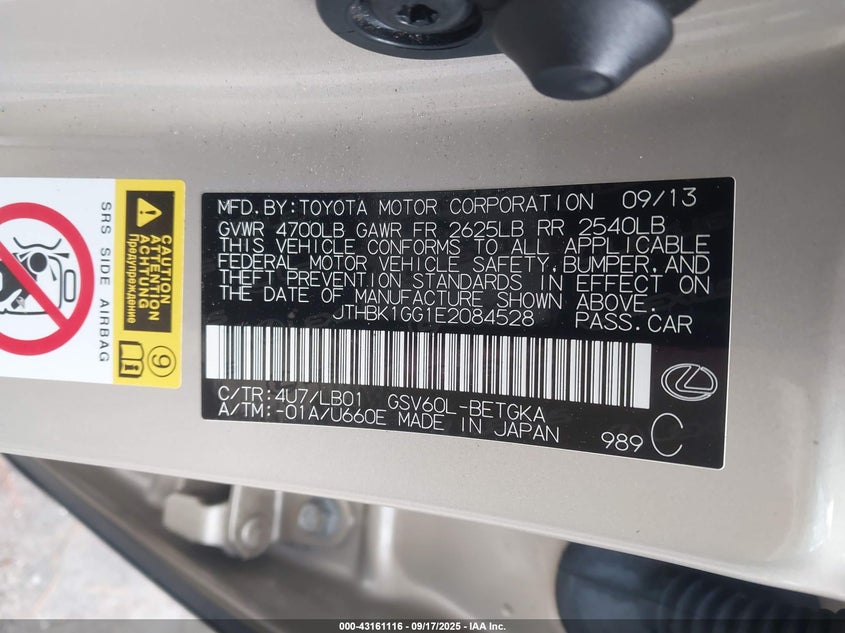 MFD.BY:TOYOTA MOTOR CORPORATION 09/13
GVWR 4700LB GAWR FR 2625LB RR 2540LB
THIS VEHICLE CONFORMS TO ALL APPLICABLE
FEDERAL MOTOR VEHICLE SAFETY,BUMPER,AND
THEFT PREVENTION STANDARDS IN EFFECT ON
THE DATE OF MANUFACTURE SHOWN ABOVE.
JTHBK1GG1E2084528 PASS.CAR
C/TR:4U7/LB01 GSV60L-BETGKA
A/TM:-01A/U660E MADE IN JAPAN 989 C
SRS SIDE AIRBAG
CAUTION
ATTENTION
ACHTUNG
Предупреждение
9
000-43161116 - 09/17/2025 - IAA Inc.